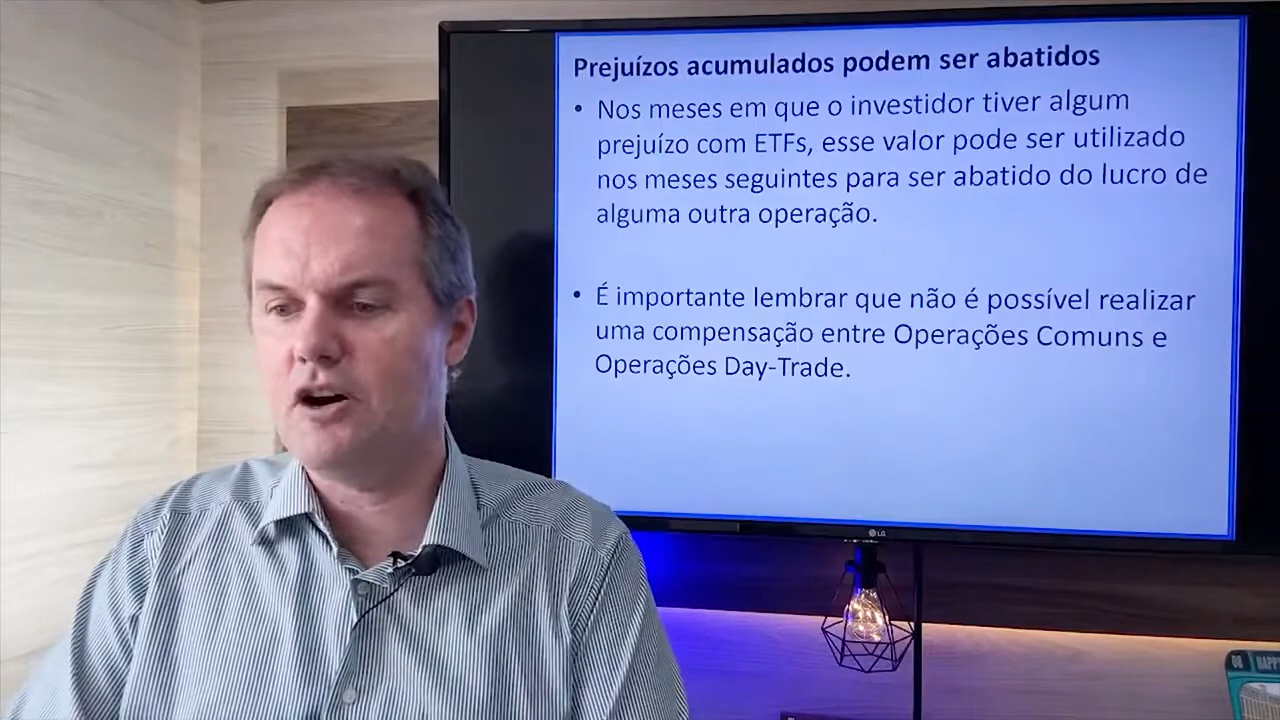 Prejuízos acumulados podem ser abatidos
• Nos meses em que o investidor tiver algum
prejuízo com ETFs, esse valor pode ser utilizado
nos meses seguintes para ser abatido do lucro de
alguma outra operação.
• É importante lembrar que não é possível realizar
uma compensação entre Operações Comuns e
Operações Day-Trade.
LG
08 HAPP